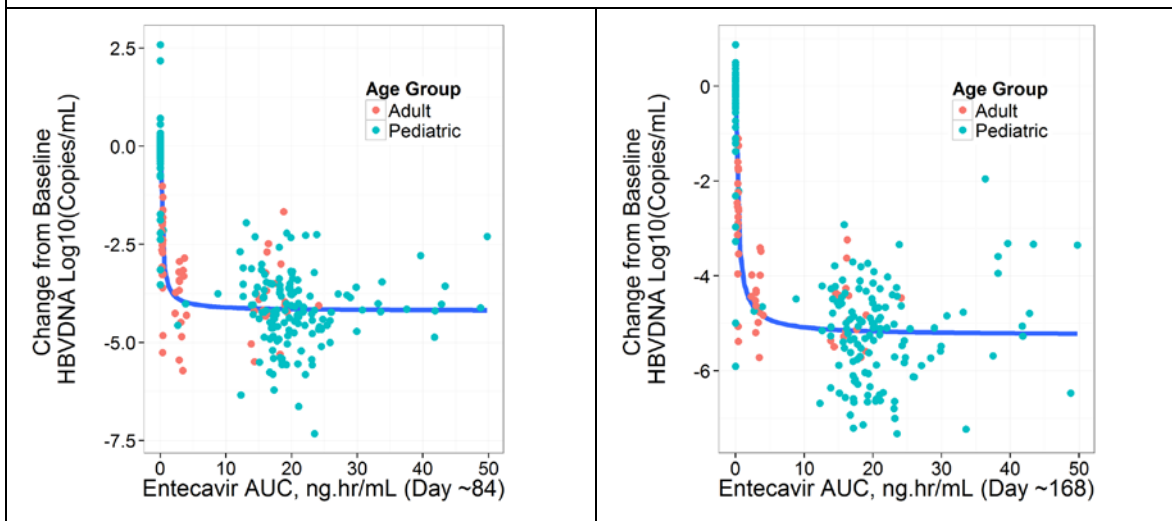 Change from Baseline
HBVDNA Log10(Copies/mL)
2.5
0.0
-2.5
-5.0
-7.5
Age Group
Adult
Pediatric
0 10 20 30 40 50
Entecavir AUC, ng.hr/mL (Day ~84)
Change from Baseline
HBVDNA Log10(Copies/mL)
0
-2
-4
-6
Age Group
Adult
Pediatric
0 10 20 30 40 50
Entecavir AUC, ng.hr/mL (Day ~168)